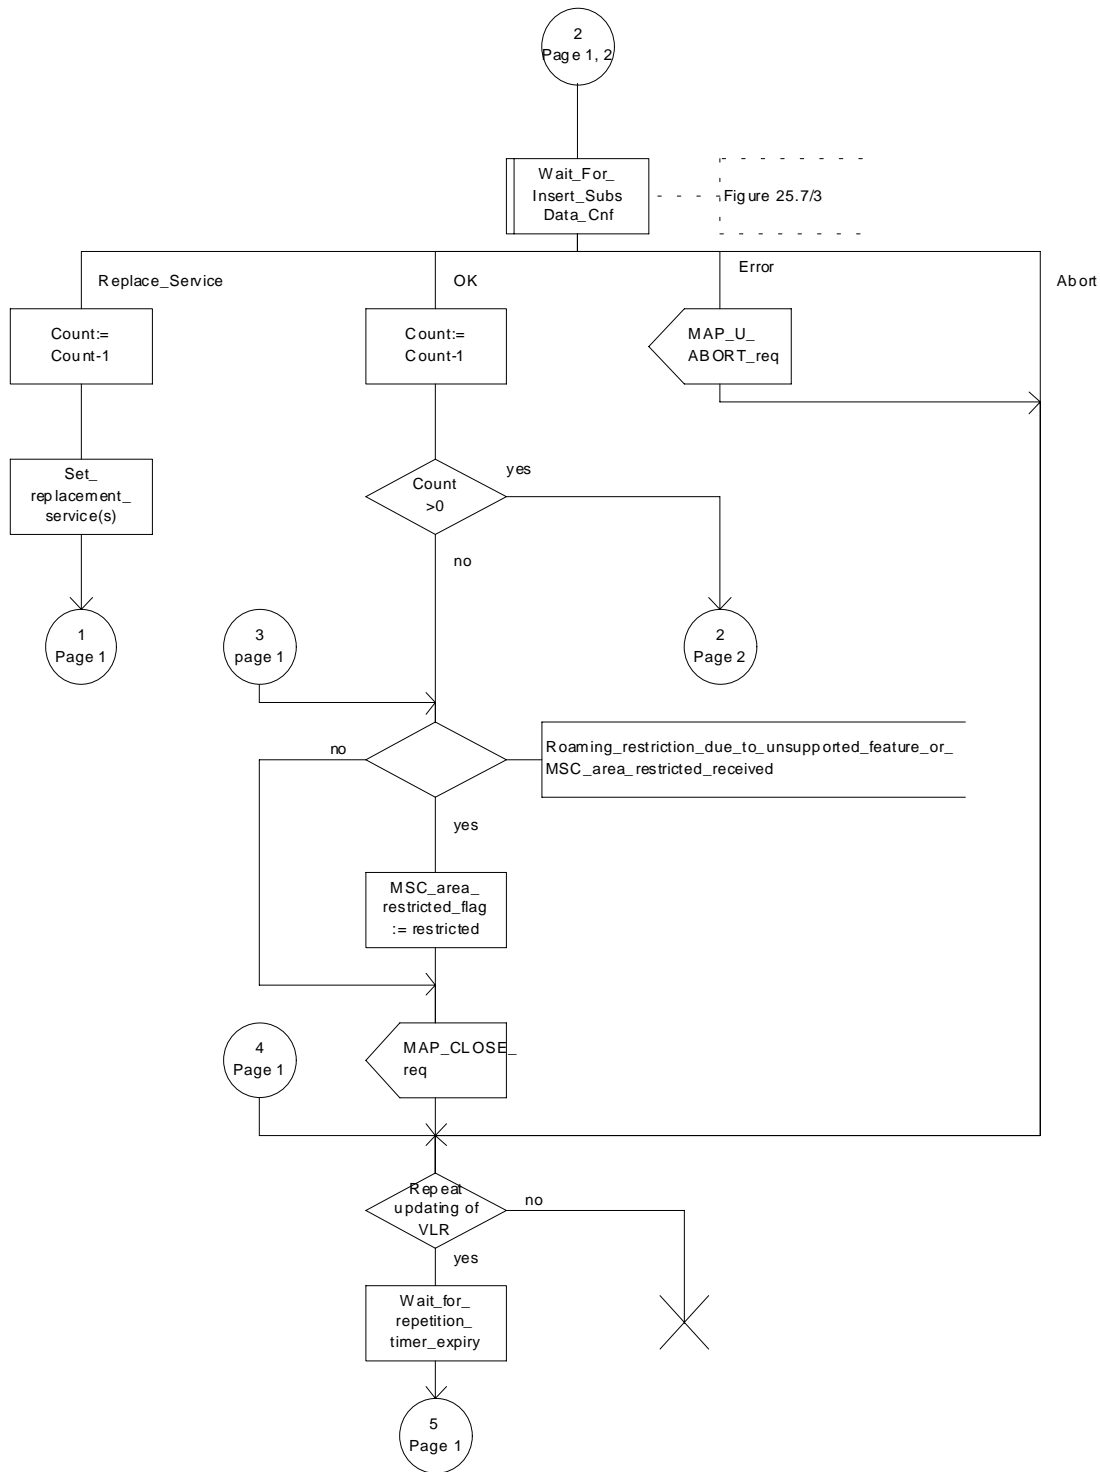 2
Page 1, 2
Wait_For_
Insert_Subs
Data_Cnf
Figure 25.7/3
Replace_Service
OK
Error
Abort
Count:=
Count-1
Count:=
Count-1
MAP_U_
ABORT_req
Set_
replacement_
service(s)
Count
>0
yes
no
1
Page 1
3
page 1
2
Page 2
no
Roaming_restriction_due_to_unsupported_feature_or_
MSC_area_restricted_received
yes
MSC_area_
restricted_flag
:= restricted
4
Page 1
MAP_CLOSE_
req
Repeat
updating of
VLR
no
yes
Wait_for_
repetition_
timer_expiry
5
Page 1